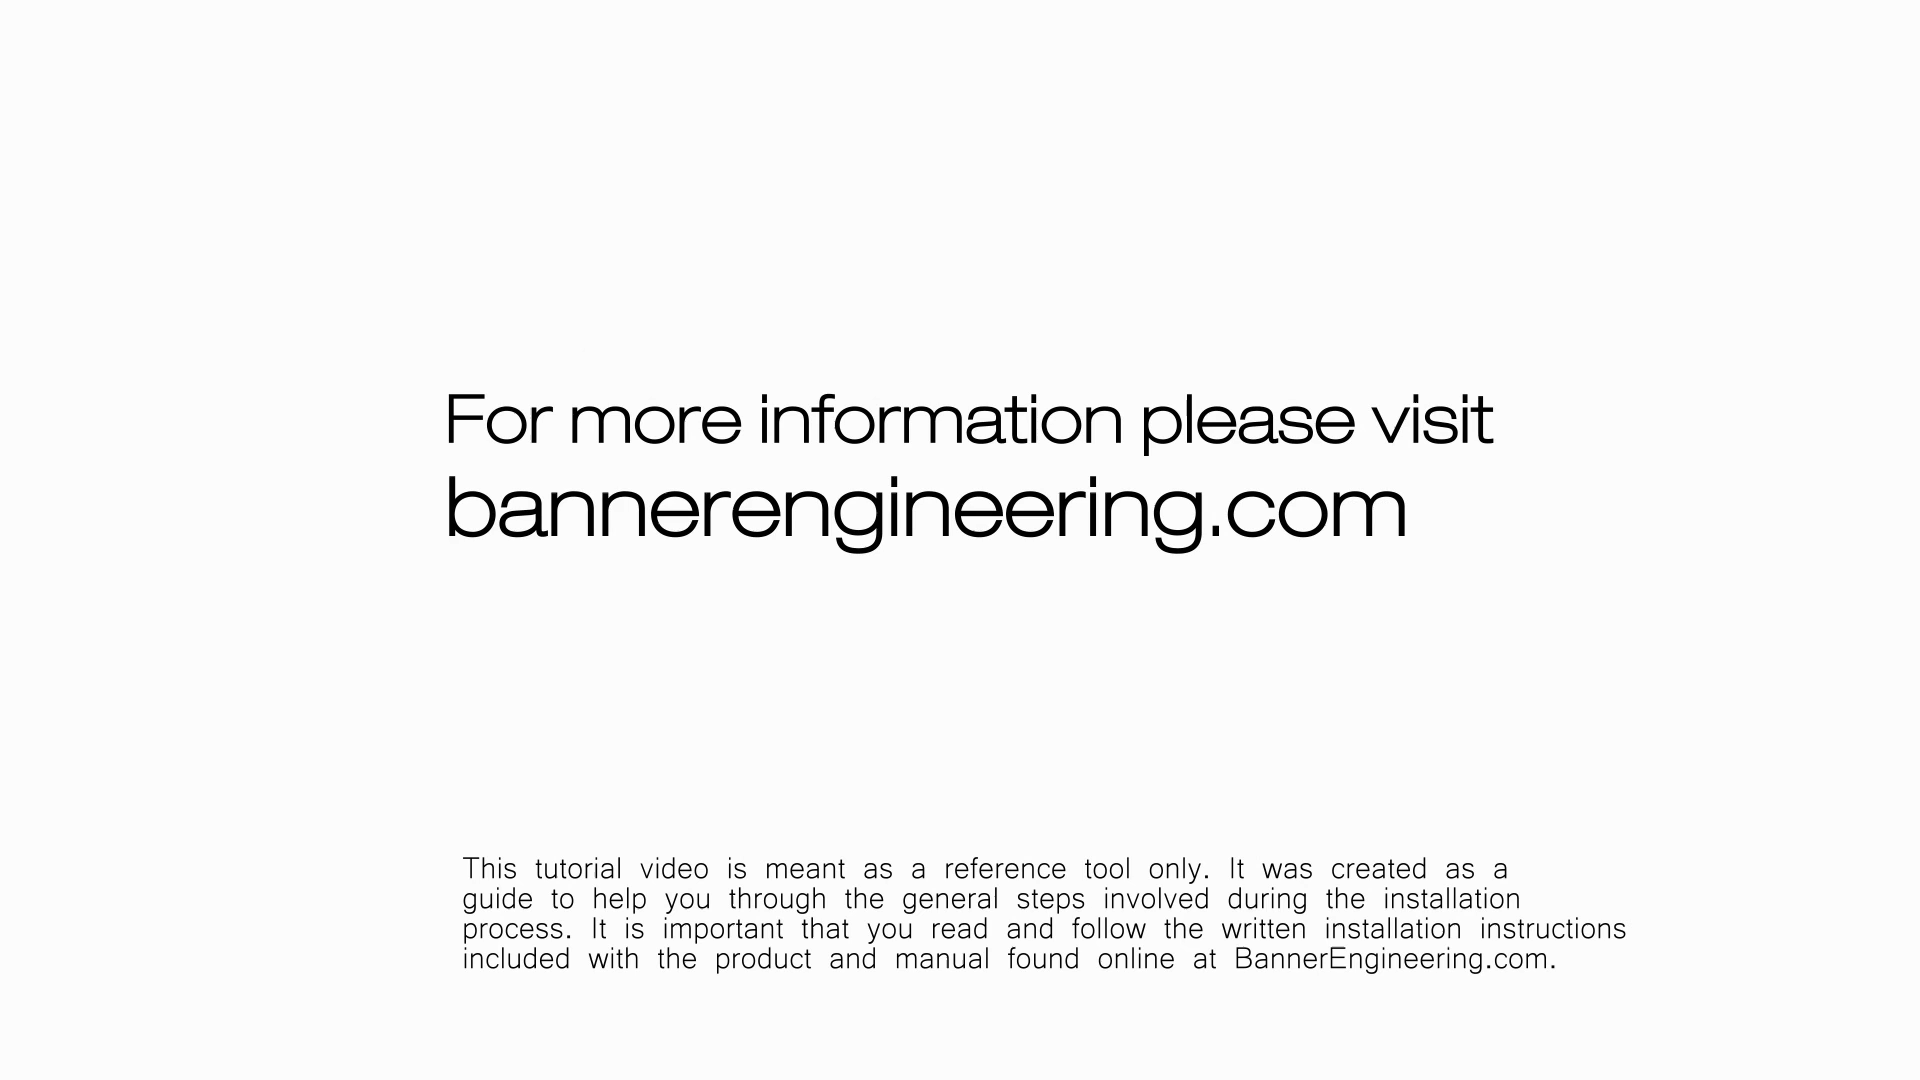 For more information please visit
bannerengineering.com
This tutorial video is meant as a reference tool only. It was created as a
guide to help you through the general steps involved during the installation
process. It is important that you read and follow the written installation instructions
included with the product and manual found online at BannerEngineering.com.